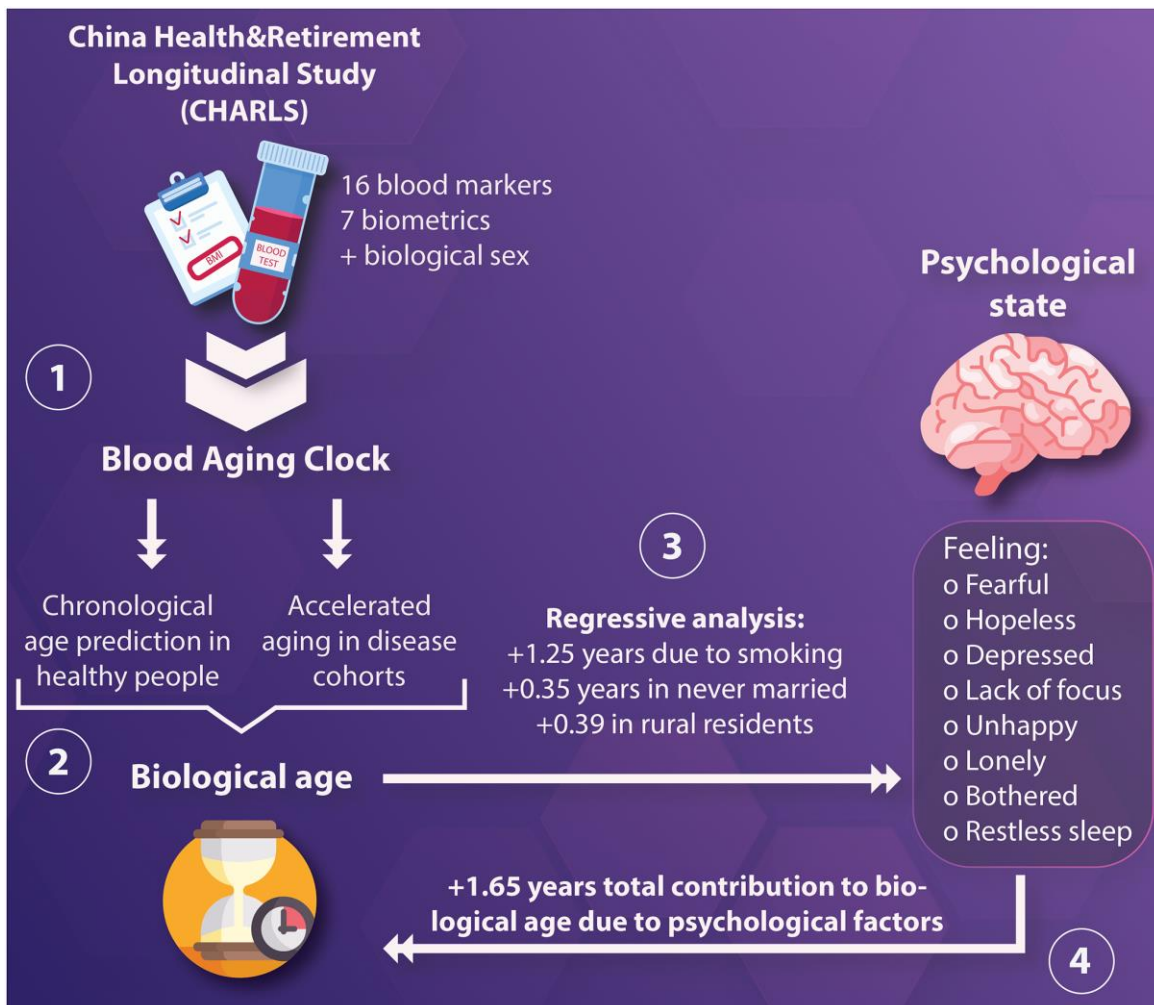 China Health&Retirement
Longitudinal Study
(CHARLS)
BMI
BLOOD
TEST
16 blood markers
7 biometrics
+ biological sex
1
Blood Aging Clock
Chronological
age prediction in
healthy people
Accelerated
aging in disease
cohorts
2
Biological age
3
Regressive analysis:
+1.25 years due to smoking
+0.35 years in never married
+0.39 in rural residents
Psychological
state
Feeling:
o Fearful
o Hopeless
o Depressed
o Lack of focus
o Unhappy
o Lonely
o Bothered
o Restless sleep
+1.65 years total contribution to bio-
logical age due to psychological factors
4